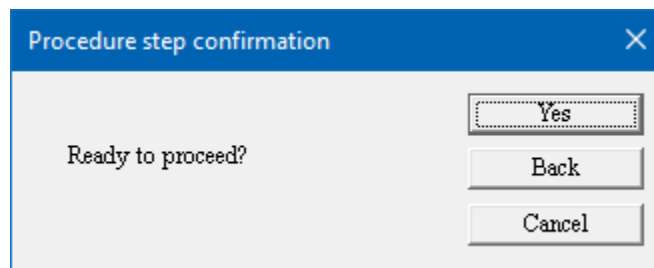 Procedure step confirmation
Ready to proceed?
Yes
Back
Cancel